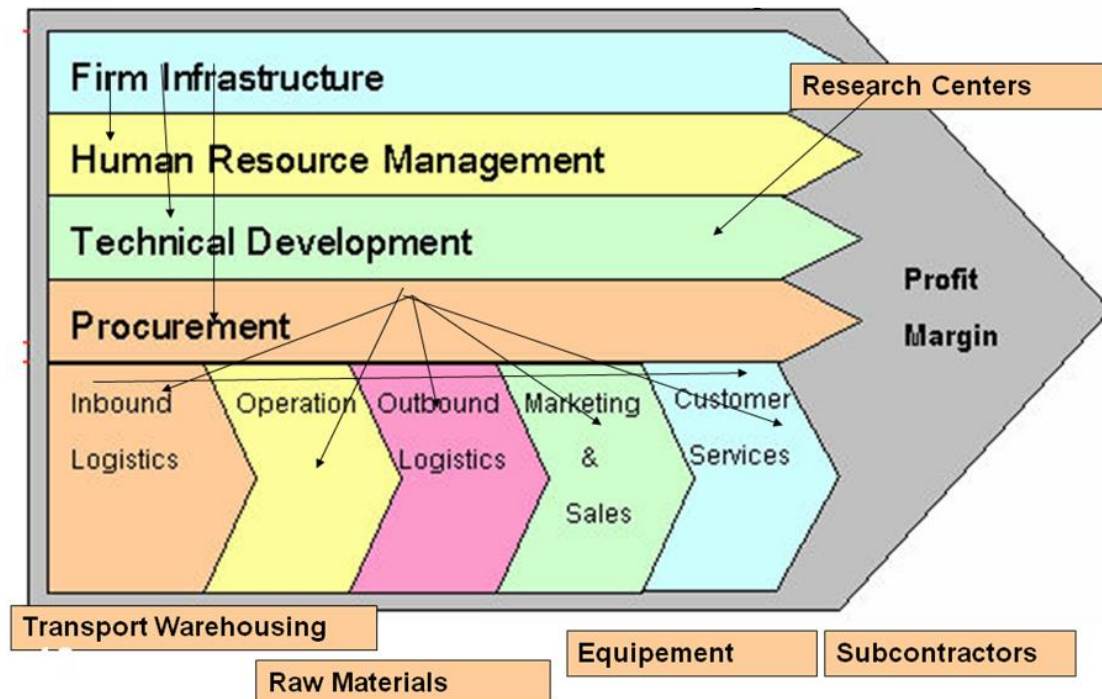 Firm Infrastructure
Research Centers
Human Resource Management
Technical Development
Profit
Margin
Procurement
Inbound
Logistics
Operation
Outbound
Logistics
Marketing
&
Sales
Customer
Services
Transport Warehousing
Raw Materials
Equipement
Subcontractors